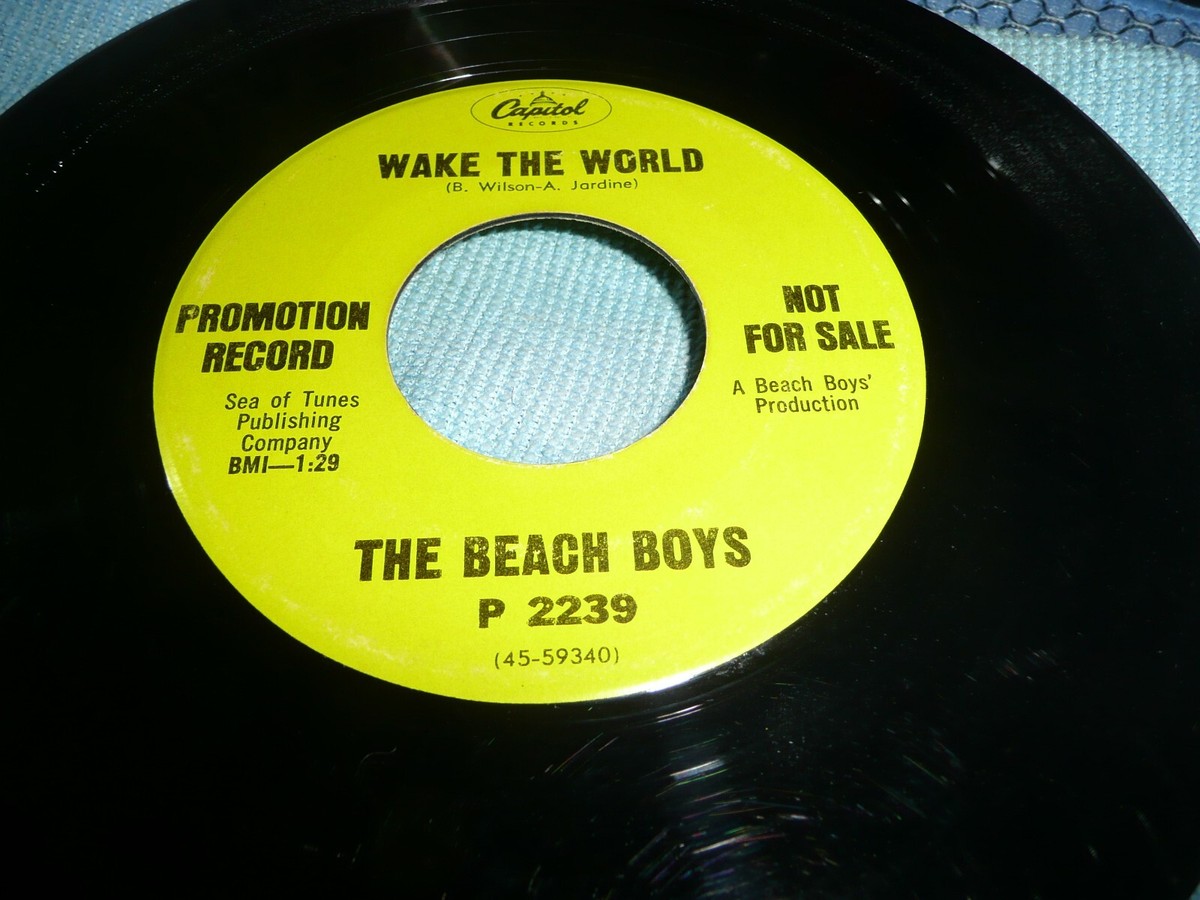 Capitol
RECORDS
WAKE THE WORLD
(B. Wilson-A. Jardine)
PROMOTION
RECORD
Sea of Tunes
Publishing
Company
BMI—1:29
NOT
FOR SALE
A Beach Boys'
Production
THE BEACH BOYS
P 2239
(45-59340)